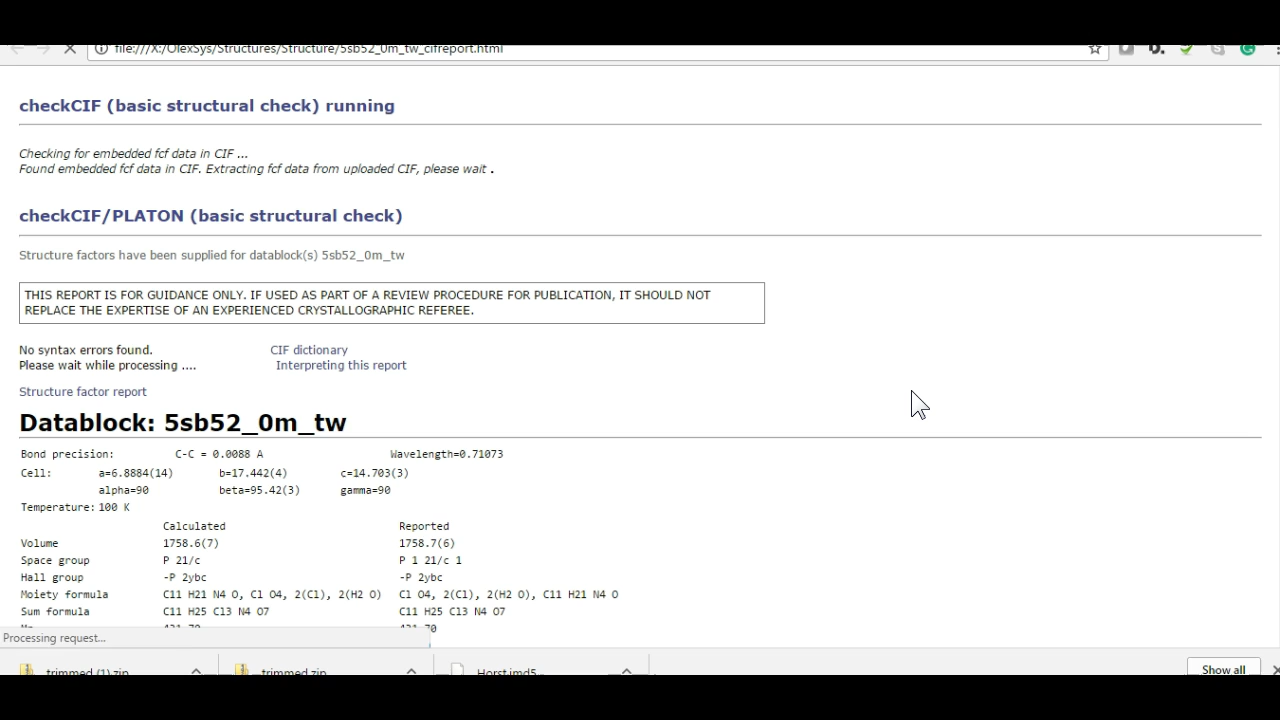 file:///X:/OlexSys/Structures/Structure/5sb52_0m_tw_cifreport.html
checkCIF (basic structural check) running
Checking for embedded fcf data in CIF ...
Found embedded fcf data in CIF. Extracting fcf data from uploaded CIF, please wait .
checkCIF/PLATON (basic structural check)
Structure factors have been supplied for datablock(s) 5sb52_0m_tw
THIS REPORT IS FOR GUIDANCE ONLY. IF USED AS PART OF A REVIEW PROCEDURE FOR PUBLICATION, IT SHOULD NOT
REPLACE THE EXPERTISE OF AN EXPERIENCED CRYSTALLOGRAPHIC REFEREE.
No syntax errors found. CIF dictionary
Please wait while processing .... Interpreting this report
Structure factor report
Datablock: 5sb52_0m_tw
Bond precision: C-C = 0.0088 A Wavelength=0.71073
Cell: a=6.8884(14) b=17.442(4) c=14.703(3)
alpha=90 beta=95.42(3) gamma=90
Temperature: 100 K
Calculated Reported
Volume 1758.6(7) 1758.7(6)
Space group P 21/c P 1 21/c 1
Hall group -P 2ybc -P 2ybc
Moiety formula C11 H21 N4 O, Cl O4, 2(Cl), 2(H2 O) Cl O4, 2(Cl), 2(H2 O), C11 H21 N4 O
Sum formula C11 H25 Cl3 N4 O7 C11 H25 Cl3 N4 O7
Processing request...
trimmed (1).zip trimmed.zip Horst.imd5 Show all